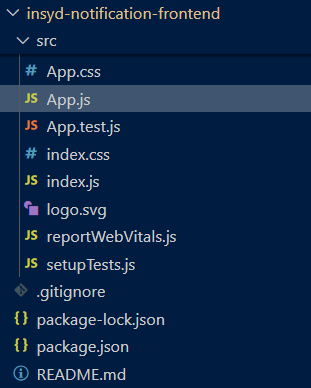 insyd-notification-frontend
src
# App.css
JS App.js
JS App.test.js
# index.css
JS index.js
logo.svg
JS reportWebVitals.js
JS setupTests.js
.gitignore
{} package-lock.json
{} package.json
README.md